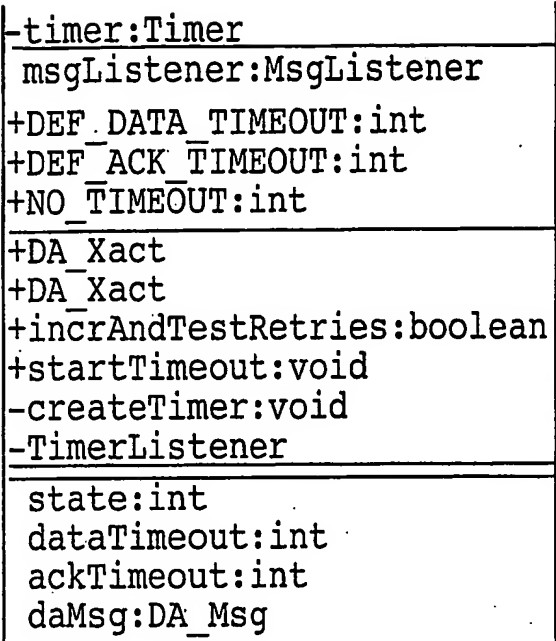 -timer:Timer
msgListener:MsgListener
+DEF_DATA_TIMEOUT:int
+DEF_ACK_TIMEOUT:int
+NO_TIMEOUT:int
+DA_Xact
+DA_Xact
+incrAndTestRetries:boolean
+startTimeout:void
-createTimer:void
-TimerListener
state:int
dataTimeout:int
ackTimeout:int
daMsg:DA_Msg